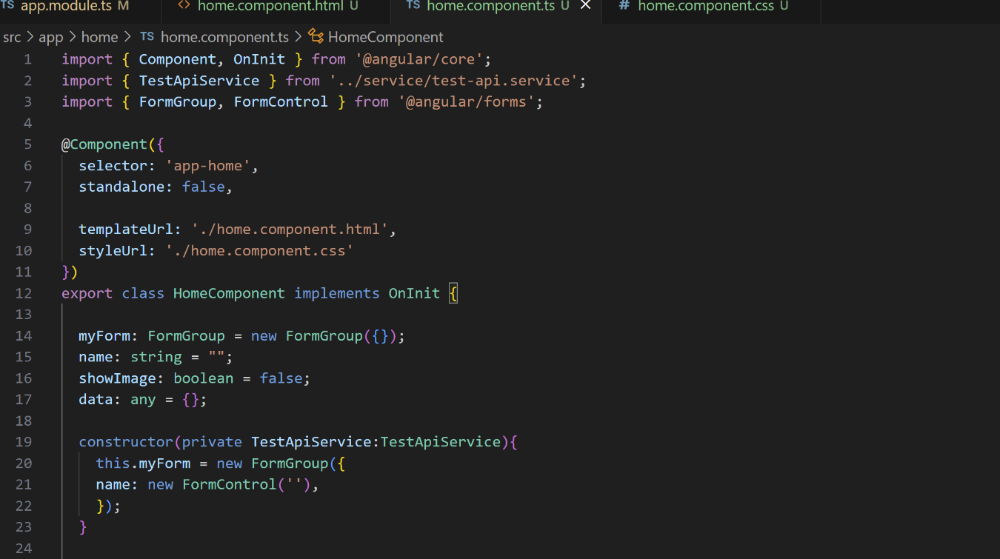 TS app.module.ts M <> home.component.html U TS home.component.ts U × # home.component.css U
src > app > home > TS home.component.ts > HomeComponent
1 import { Component, OnInit } from '@angular/core';
2 import { TestApiService } from '../service/test-api.service';
3 import { FormGroup, FormControl } from '@angular/forms';
4
5 @Component({
6   selector: 'app-home',
7   standalone: false,
8
9   templateUrl: './home.component.html',
10   styleUrl: './home.component.css'
11 })
12 export class HomeComponent implements OnInit {
13
14   myForm: FormGroup = new FormGroup({});
15   name: string = "";
16   showImage: boolean = false;
17   data: any = {};
18
19   constructor(private TestApiService:TestApiService){
20     this.myForm = new FormGroup({
21     name: new FormControl(''),
22     });
23   }
24